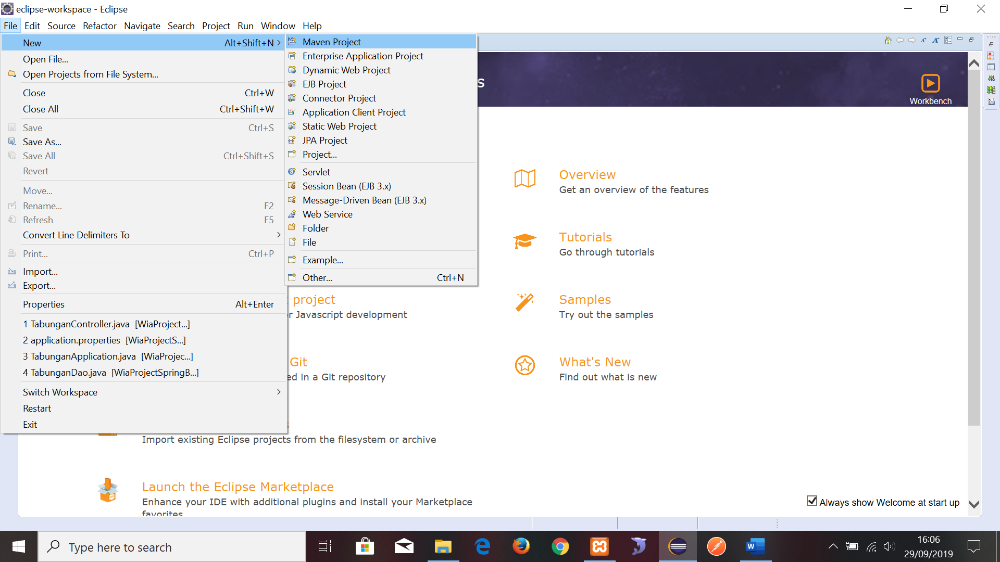 eclipse-workspace - Eclipse
File Edit Source Refactor Navigate Search Project Run Window Help
New Alt+Shift+N
Open File...
Open Projects from File System...
Close Ctrl+W
Close All Ctrl+Shift+W
Save Ctrl+S
Save As...
Save All Ctrl+Shift+S
Revert
Move...
Rename... F2
Refresh F5
Convert Line Delimiters To
Print... Ctrl+P
Import...
Export...
Properties Alt+Enter
1 TabunganController.java [WiaProject...]
2 application.properties [WiaProjectS...]
3 TabunganApplication.java [WiaProjec...]
4 TabunganDao.java [WiaProjectSpringB...]
Switch Workspace
Restart
Exit
Maven Project
Enterprise Application Project
Dynamic Web Project
EJB Project
Connector Project
Application Client Project
Static Web Project
JPA Project
Project...
Servlet
Session Bean (EJB 3.x)
Message-Driven Bean (EJB 3.x)
Web Service
Folder
File
Example...
Other... Ctrl+N
s
Workbench
project
r Javascript development
Git
ed in a Git repository
Import existing Eclipse projects from the filesystem or archive
Launch the Eclipse Marketplace
Enhance your IDE with additional plugins and install your Marketplace
favorites
Overview
Get an overview of the features
Tutorials
Go through tutorials
Samples
Try out the samples
What's New
Find out what is new
Always show Welcome at start up
Type here to search
16:06
29/09/2019